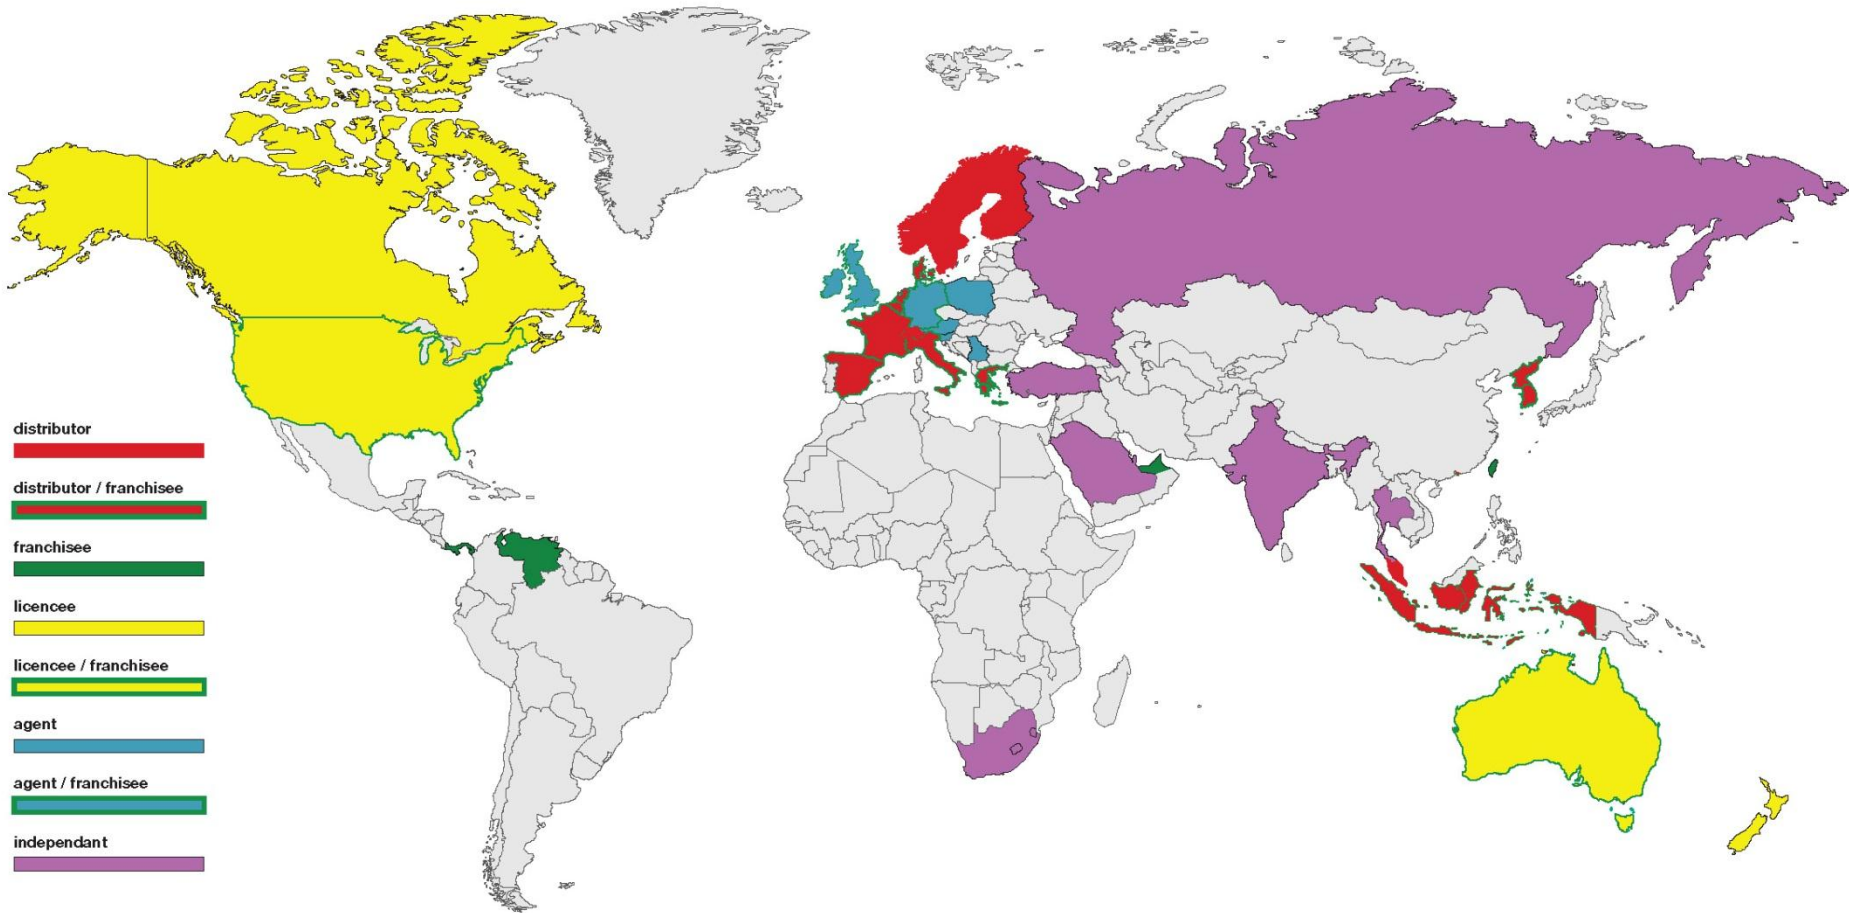 distributor
distributor / franchisee
franchisee
licencee
licencee / franchisee
agent
agent / franchisee
independant